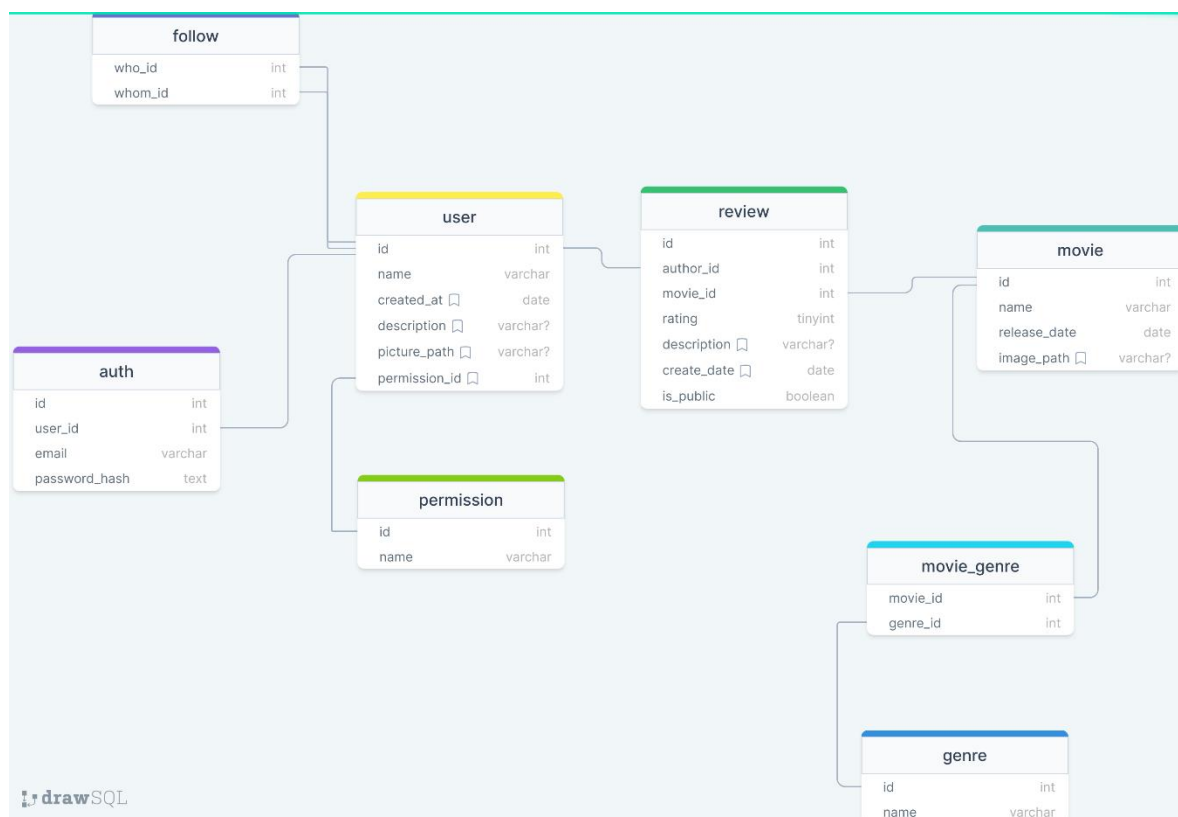 follow
who_id int
whom_id int
user
id int
name varchar
created_at date
description varchar?
picture_path varchar?
permission_id int
review
id int
author_id int
movie_id int
rating tinyint
description varchar?
create_date date
is_public boolean
movie
id int
name varchar
release_date date
image_path varchar?
auth
id int
user_id int
email varchar
password_hash text
permission
id int
name varchar
movie_genre
movie_id int
genre_id int
genre
id int
name varchar
drawSQL